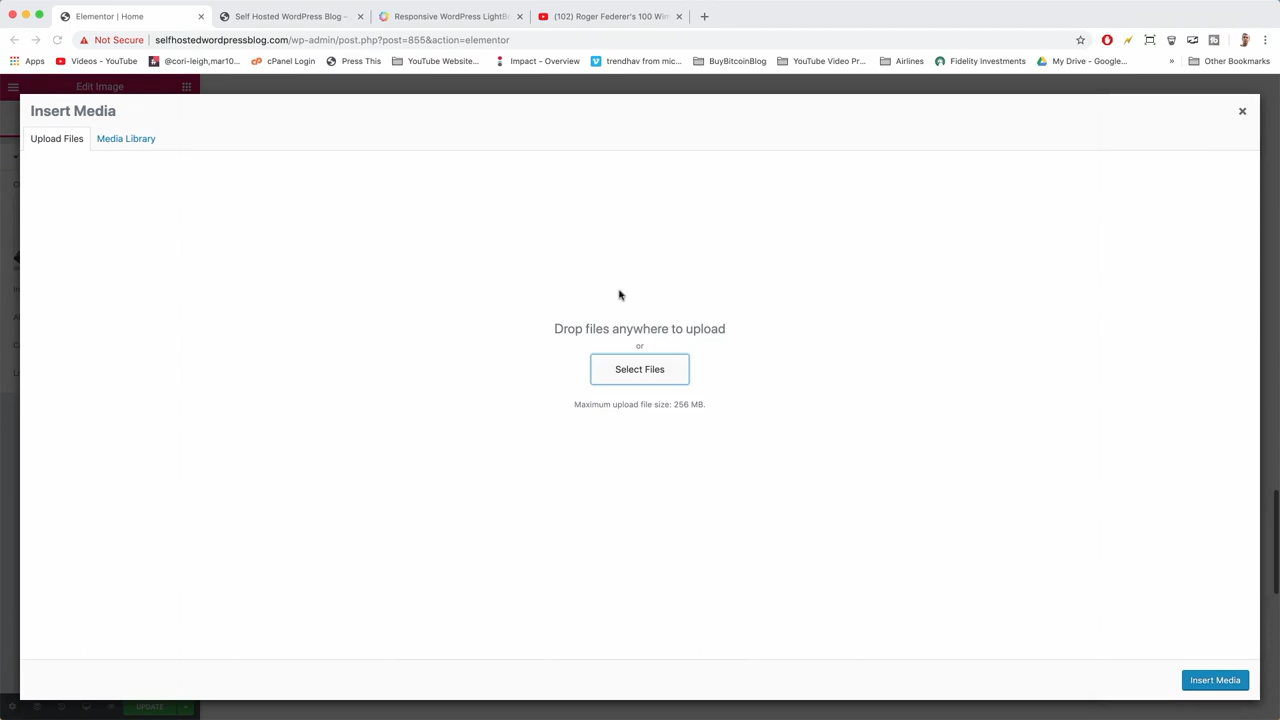 Elementor | Home
Self Hosted WordPress Blog –
Responsive WordPress LightBo
(102) Roger Federer's 100 Win
Not Secure
selfhostedwordpressblog.com/wp-admin/post.php?post=855&action=elementor
Apps
Videos - YouTube
@cori-leigh,mar10...
cPanel Login
Press This
YouTube Website...
Impact - Overview
trendhav from mic...
BuyBitcoinBlog
YouTube Video Pr...
Airlines
Fidelity Investments
My Drive - Google...
»
Other Bookmarks
Edit Image
Insert Media
Upload Files
Media Library
Drop files anywhere to upload
or
Select Files
Maximum upload file size: 256 MB.
Insert Media
UPDATE